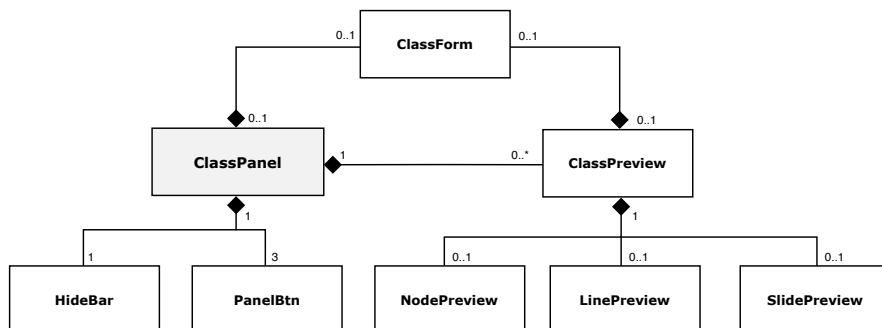 ClassForm
0..1
0..1
0..1
0..1
ClassPanel
1
0..*
ClassPreview
1
1
1
3
0..1
0..1
0..1
HideBar
PanelBtn
NodePreview
LinePreview
SlidePreview